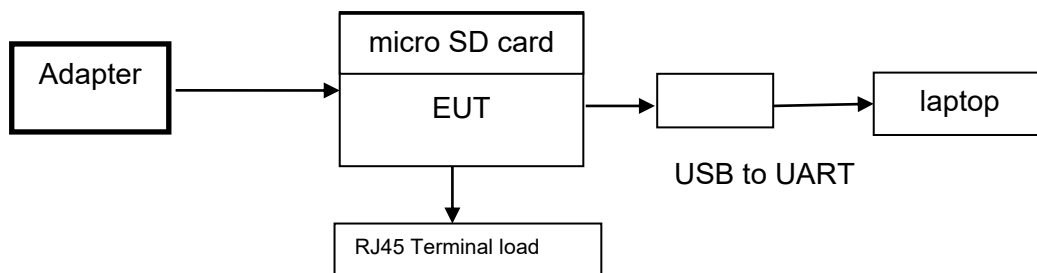 micro SD card
Adapter
EUT
laptop
USB to UART
RJ45 Terminal load